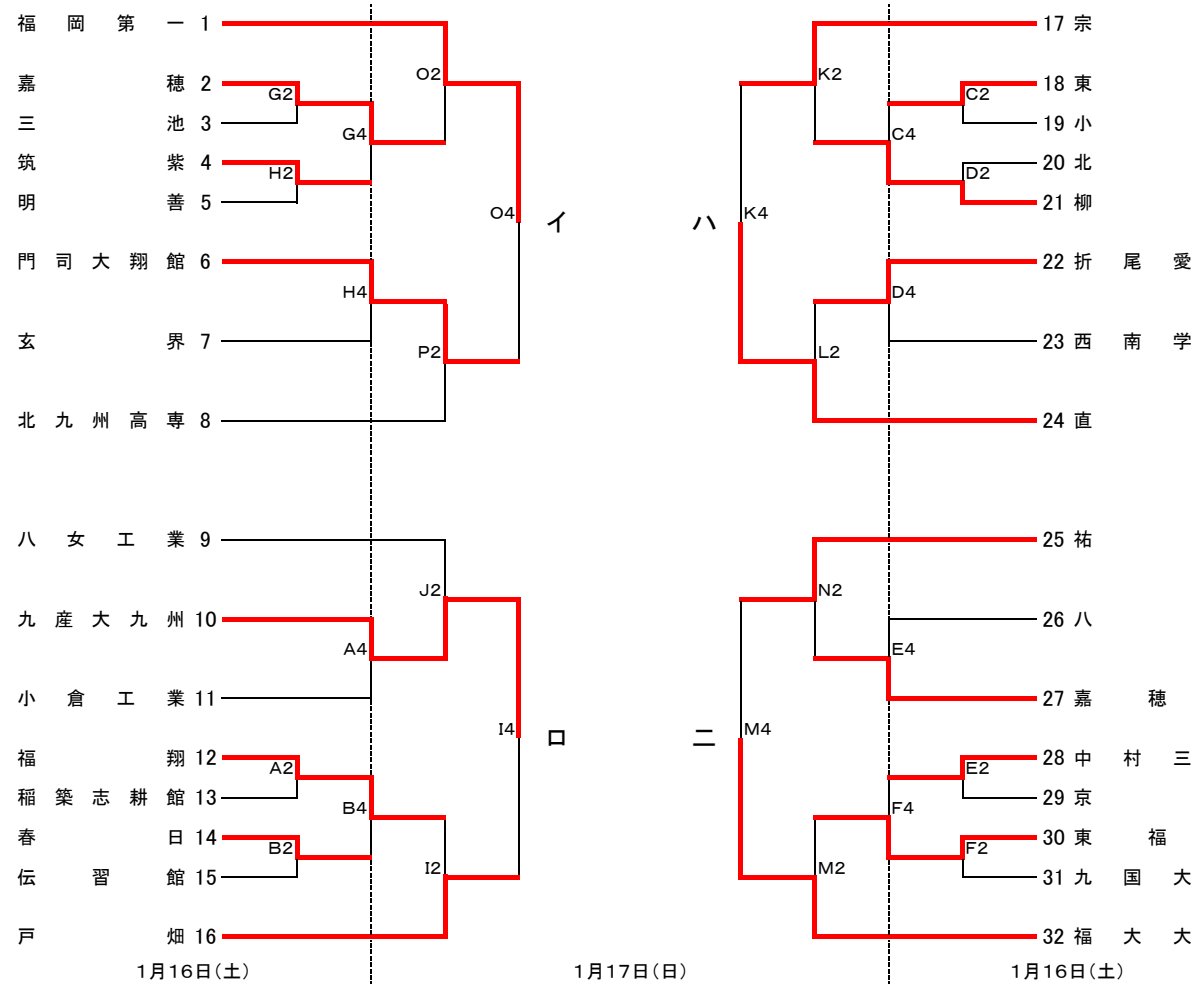 福岡第一 1
O2
嘉穂 2
G2
三池 3
G4
筑紫 4
H2
明善 5
O4
イ
門司大翔館 6
H4
玄界 7
P2
北九州高専 8
八女工業 9
J2
九産大九州 10
A4
小倉工業 11
I4
ロ
福翔 12
A2
稲築志耕館 13
B4
春日 14
B2
伝習館 15
I2
戸畑 16
1月16日(土)
1月17日(日)
17 宗
K2
18 東
C2
19 小
C4
20 北
D2
21 柳
ハ
K4
22 折尾愛
D4
23 西南学
L2
24 直
25 祐
N2
26 八
E4
27 嘉穂
ニ
M4
28 中村三
E2
29 京
F4
30 東福
F2
31 九国大
M2
32 福大大
1月16日(土)